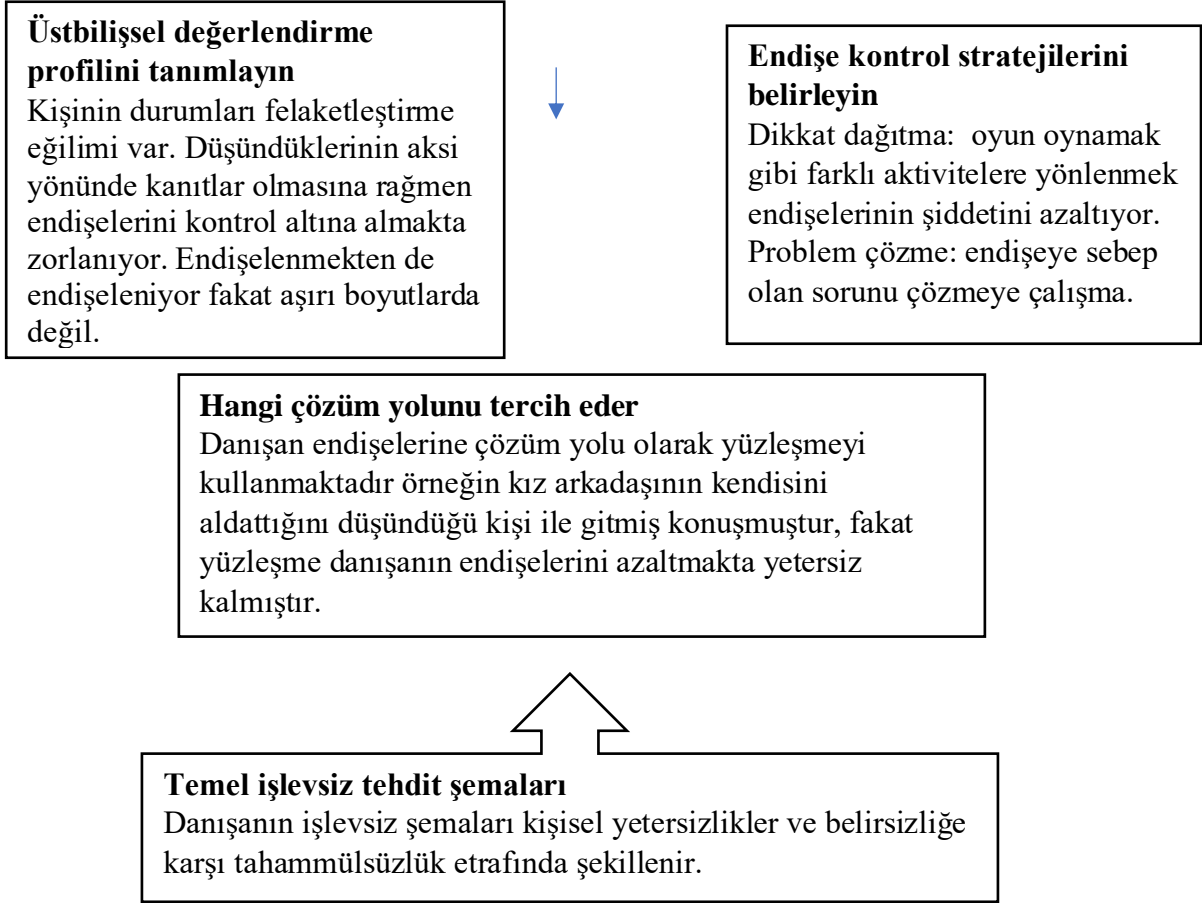 Üstbilişsel değerlendirme
profilini tanımlayın
Kişinin durumları felaketleştirme
eğilimi var. Düşündüklerinin aksi
yönünde kanıtlar olmasına rağmen
endişelerini kontrol altına almakta
zorlanıyor. Endişelenmekten de
endişeleniyor fakat aşırı boyutlarda
değil.
Endişe kontrol stratejilerini
belirleyin
Dikkat dağıtma: oyun oynamak
gibi farklı aktivitelere yönlenmek
endişelerinin şiddetini azaltıyor.
Problem çözme: endişeye sebep
olan sorunu çözmeye çalışma.
Hangi çözüm yolunu tercih eder
Danışan endişelerine çözüm yolu olarak yüzleşmeyi
kullanmaktadır örneğin kız arkadaşının kendisini
aldattığını düşündüğü kişi ile gitmiş konuşmuştur, fakat
yüzleşme danışanın endişelerini azaltmakta yetersiz
kalmıştır.
Temel işlevsiz tehdit şemaları
Danışanın işlevsiz şemaları kişisel yetersizlikler ve belirsizliğe
karşı tahammülsüzlük etrafında şekillenir.